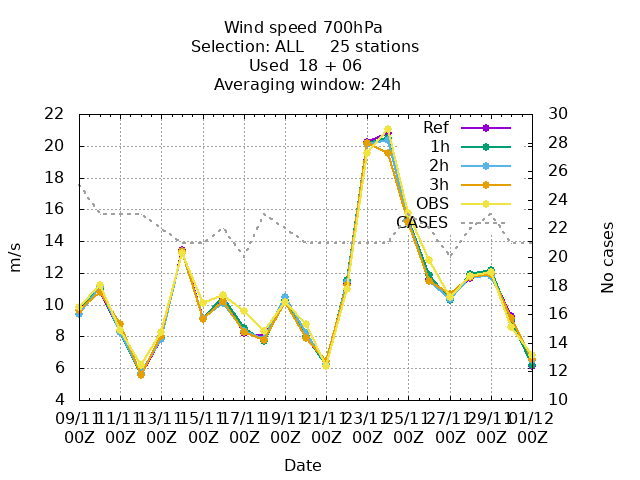 Wind speed 700hPa
Selection: ALL 25 stations
Used 18 + 06
Averaging window: 24h
22
20
18
16
14
12
10
8
6
4
m/s
30
28
26
24
22
20
18
16
14
12
10
No cases
Ref
1h
2h
3h
OBS
CASES
09/11 11/11 13/11 15/11 17/11 19/11 21/11 23/11 25/11 27/11 29/11 01/12
00Z 00Z 00Z 00Z 00Z 00Z 00Z 00Z 00Z 00Z 00Z 00Z
Date